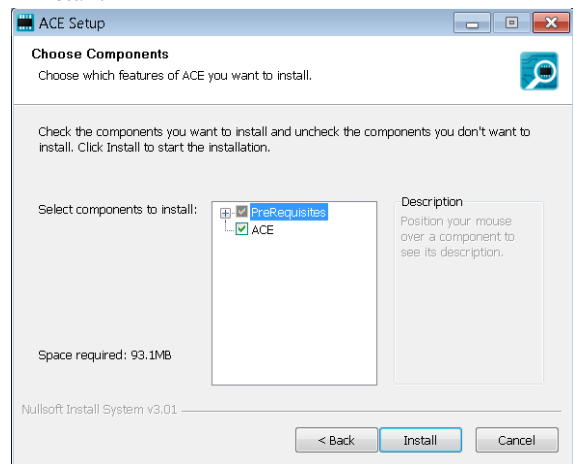 ACE Setup
Choose Components
Choose which features of ACE you want to install.
Check the components you want to install and uncheck the components you don't want to
install. Click Install to start the installation.
Select components to install:
PreRequisites
ACE
Description
Position your mouse
over a component to
see its description.
Space required: 93.1MB
Nullsoft Install System v3.01
< Back
Install
Cancel